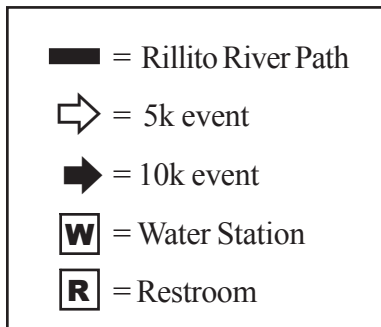 = Rillito River Path
= 5k event
= 10k event
W = Water Station
R = Restroom